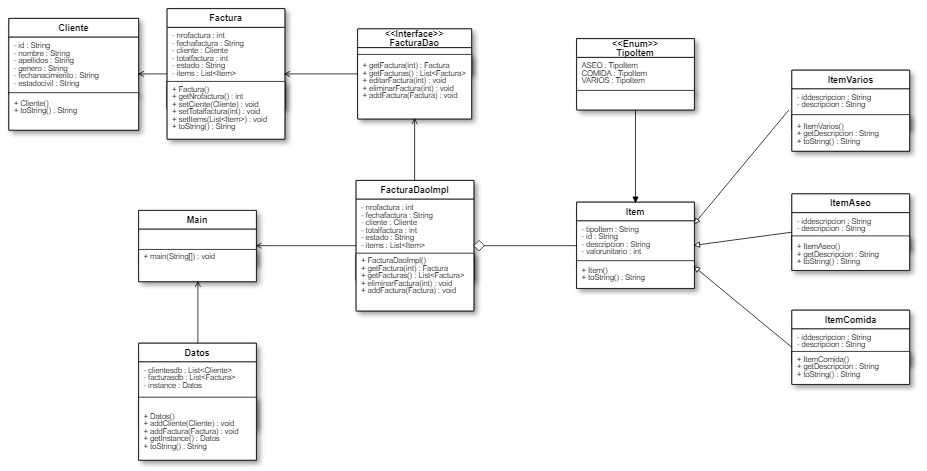 Cliente
- id : String
- nombre : String
- apellidos : String
- genero : String
- fechanacimiento : String
- estadocivil : String
+ Cliente()
+ toString() : String
Factura
- nrofactura : int
- fechafactura : String
- cliente : Cliente
- totalfactura : int
- estado : String
- items : List<Item>
+ Factura()
+ getNrofactura() : int
+ setCiente(Cliente) : void
+ setTotalfactura(int) : void
+ setItems(List<Item>) : void
+ toString() : String
<<Interface>>
FacturaDao
+ getFactura(int) : Factura
+ getFacturas() : List<Factura>
+ editarFactura(int) : void
+ eliminarFactura(int) : void
+ addFactura(Factura) : void
<<Enum>>
TipoItem
ASEO : TipoItem
COMIDA : TipoItem
VARIOS : TipoItem
ItemVarios
- iddescripcion : String
- descripcion : String
+ ItemVarios()
+ getDescripcion : String
+ toString() : String
Main
+ main(String[]) : void
FacturaDaoImpl
- nrofactura : int
- fechafactura : String
- cliente : Cliente
- totalfactura : int
- estado : String
- items : List<Item>
+ FacturaDaoImpl()
+ getFactura(int) : Factura
+ getFacturas() : List<Factura>
+ eliminarFactura(int) : void
+ addFactura(Factura) : void
Item
- tipoItem : String
- id : String
- descripcion : String
- valorunitario : int
+ Item()
+ toString() : String
ItemAseo
- iddescripcion : String
- descripcion : String
+ ItemAseo()
+ getDescripcion : String
+ toString() : String
Datos
- clientesdb : List<Cliente>
- facturasdb : List<Factura>
- instance : Datos
+ Datos()
+ addCliente(Cliente) : void
+ addFactura(Factura) : void
+ getInstance() : Datos
+ toString() : String
ItemComida
- iddescripcion : String
- descripcion : String
+ ItemComida()
+ getDescripcion : String
+ toString() : String